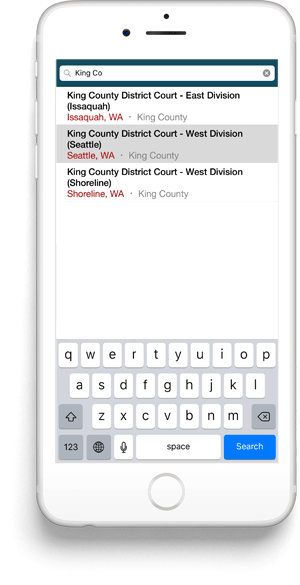 King Co
King County District Court - East Division
(Issaquah)
Issaquah, WA · King County
King County District Court - West Division
(Seattle)
Seattle, WA · King County
King County District Court - West Division
(Shoreline)
Shoreline, WA · King County
q w e r t y u i o p
a s d f g h j k l
z x c v b n m
123 space Search